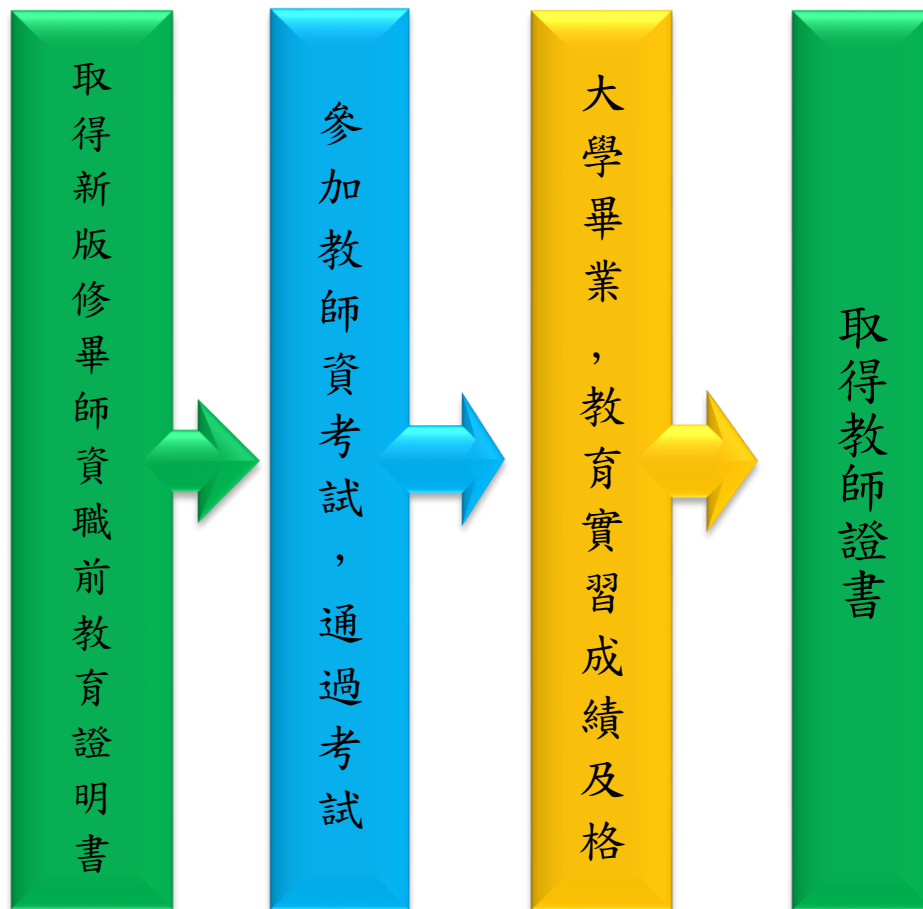 取得新版修畢師資職前教育證明書
參加教師資考試，通過考試
大學畢業，教育實習成績及格
取得教師證書